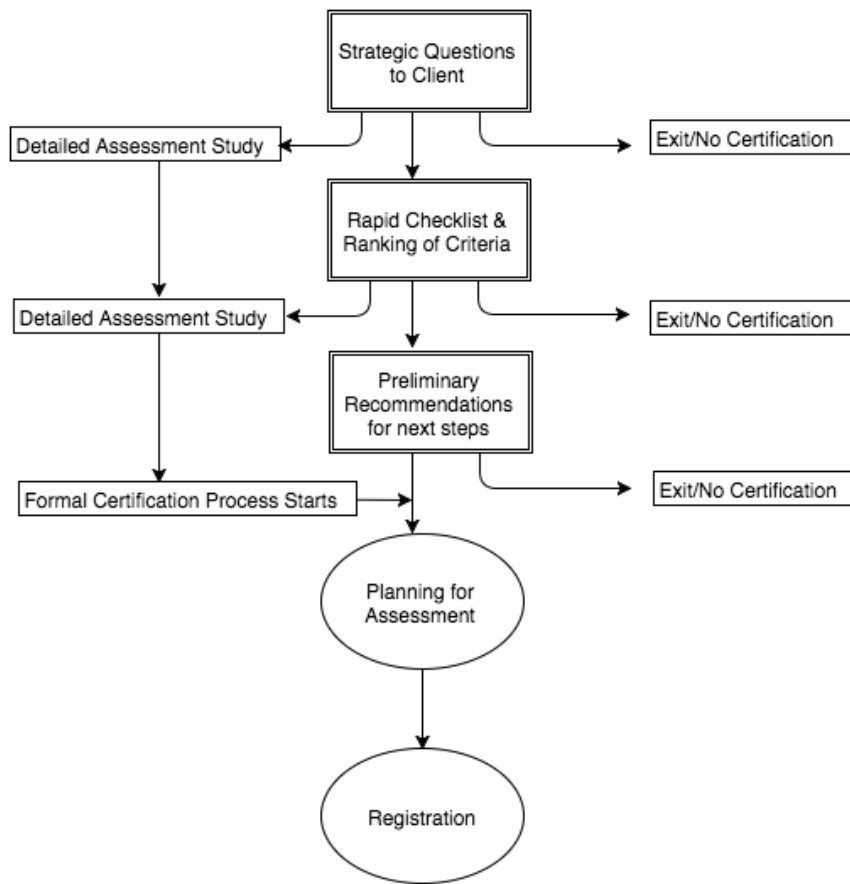 Strategic Questions
to Client
Detailed Assessment Study
Exit/No Certification
Rapid Checklist &
Ranking of Criteria
Detailed Assessment Study
Exit/No Certification
Preliminary
Recommendations
for next steps
Formal Certification Process Starts
Exit/No Certification
Planning for
Assessment
Registration